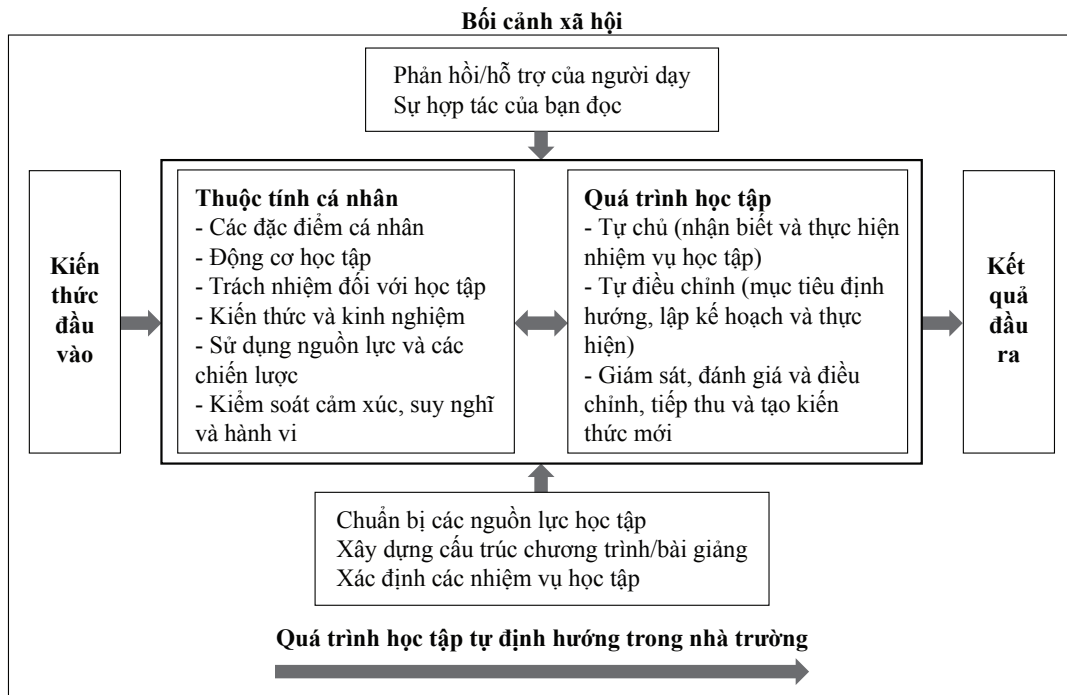 Bối cảnh xã hội
Phản hồi/hỗ trợ của người dạy
Sự hợp tác của bạn đọc
Kiến
thức
đầu
vào
Thuộc tính cá nhân
- Các đặc điểm cá nhân
- Động cơ học tập
- Trách nhiệm đối với học tập
- Kiến thức và kinh nghiệm
- Sử dụng nguồn lực và các
chiến lược
- Kiểm soát cảm xúc, suy nghĩ
và hành vi
Quá trình học tập
- Tự chủ (nhận biết và thực hiện
nhiệm vụ học tập)
- Tự điều chỉnh (mục tiêu định
hướng, lập kế hoạch và thực
hiện)
- Giám sát, đánh giá và điều
chỉnh, tiếp thu và tạo kiến
thức mới
Kết
quả
đầu
ra
Chuẩn bị các nguồn lực học tập
Xây dựng cấu trúc chương trình/bài giảng
Xác định các nhiệm vụ học tập
Quá trình học tập tự định hướng trong nhà trường